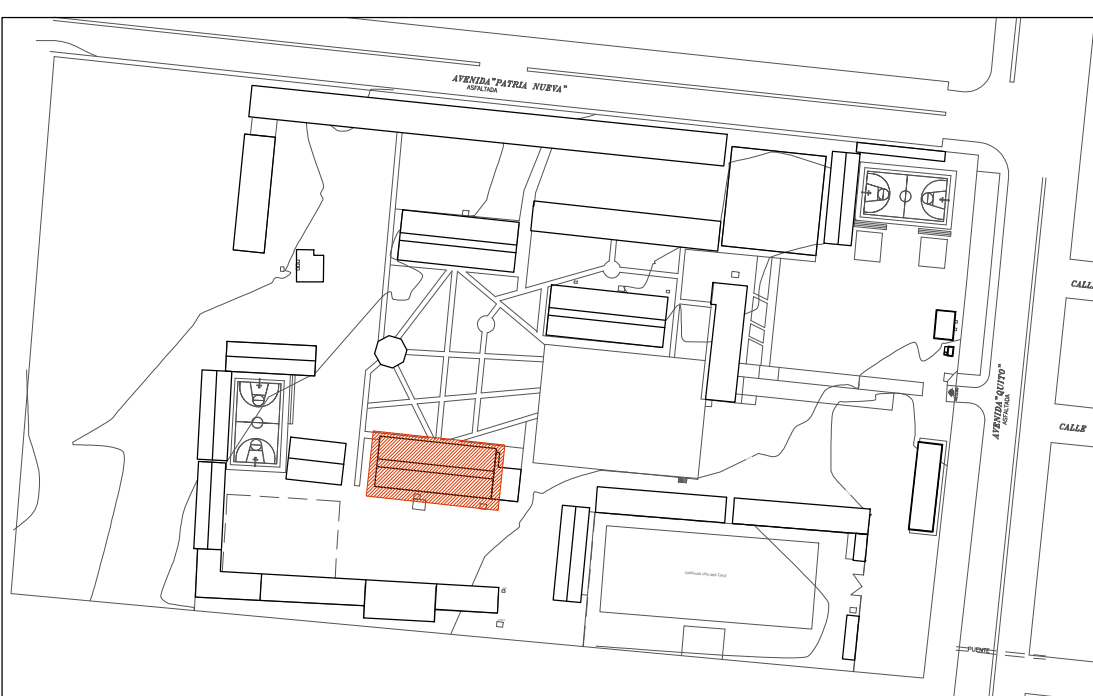 AVENIDA "PATRIA NUEVA"
ASFALTADA
CALL
AVENIDA "QUITO"
ASFALTADA
CALLE
PUENTE